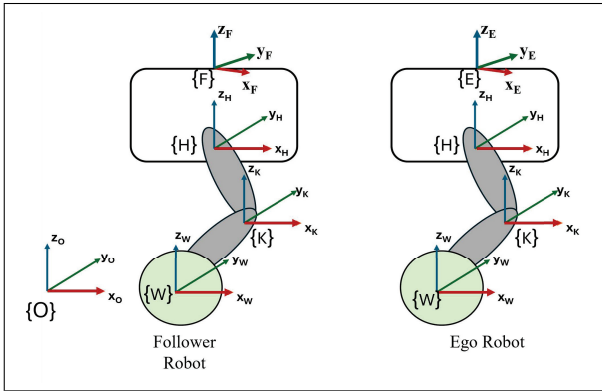 z_F
y_F
{F}
x_F
z_H
y_H
{H}
x_H
z_K
y_K
x_K
{K}
z_W
y_W
{W}
x_W
Follower
Robot
z_E
y_E
{E}
x_E
z_H
y_H
{H}
x_H
z_K
y_K
x_K
{K}
z_W
y_W
{W}
x_W
Ego Robot
z_O
y_O
x_O
{O}